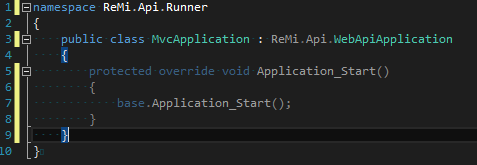 1 namespace ReMi.Api.Runner
2 {
3 public class MvcApplication : ReMi.Api.WebApiApplication
4 {
5 protected override void Application_Start()
6 {
7 base.Application_Start();
8 }
9 }
10 }